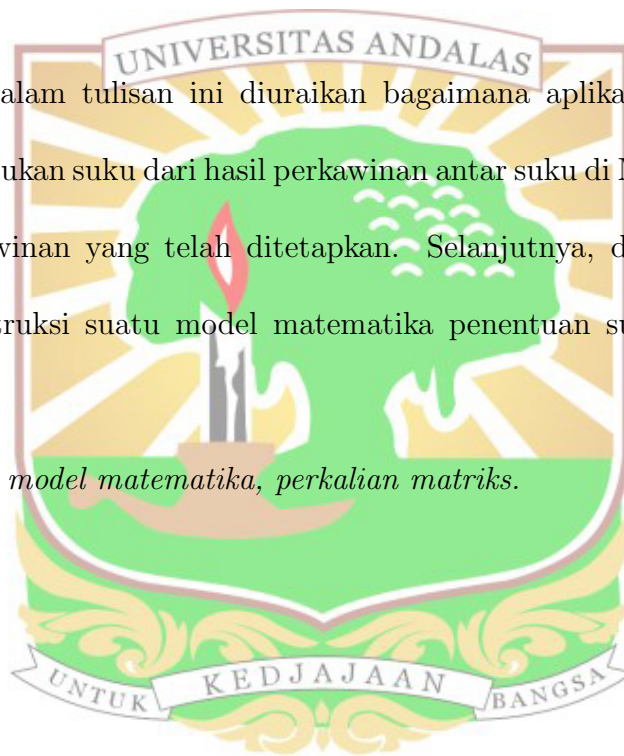 UNIVERSITAS ANDALAS
alam tulisan ini diuraikan bagaimana aplika
ukan suku dari hasil perkawinan antar suku di
winan yang telah ditetapkan. Selanjutnya, d
truksi suatu model matematika penentuan su
model matematika, perkalian matriks.
UNTUK KEDJAJAAN BANGSA